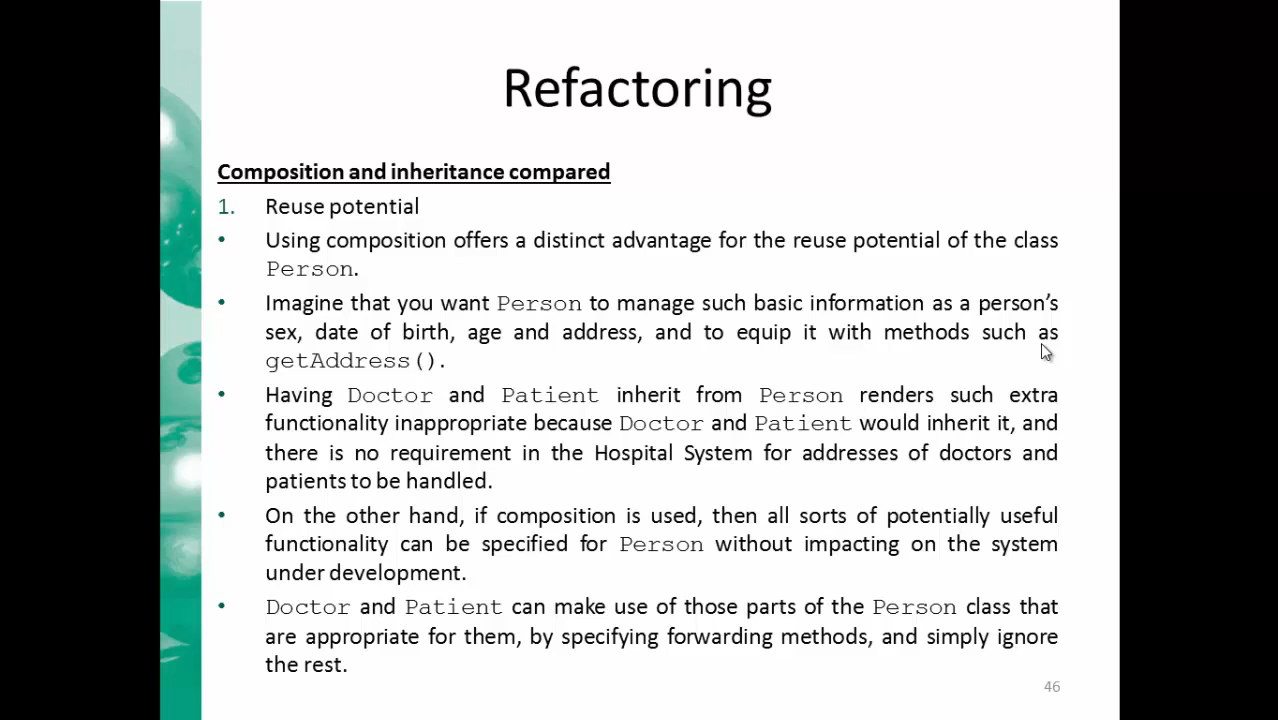 Refactoring
Composition and inheritance compared
1. Reuse potential
• Using composition offers a distinct advantage for the reuse potential of the class
Person.
• Imagine that you want Person to manage such basic information as a person’s
sex, date of birth, age and address, and to equip it with methods such as
getAddress().
• Having Doctor and Patient inherit from Person renders such extra
functionality inappropriate because Doctor and Patient would inherit it, and
there is no requirement in the Hospital System for addresses of doctors and
patients to be handled.
• On the other hand, if composition is used, then all sorts of potentially useful
functionality can be specified for Person without impacting on the system
under development.
• Doctor and Patient can make use of those parts of the Person class that
are appropriate for them, by specifying forwarding methods, and simply ignore
the rest.
46